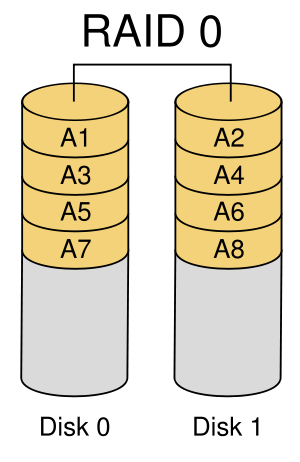 RAID 0
A1 A2
A3 A4
A5 A6
A7 A8
Disk 0 Disk 1